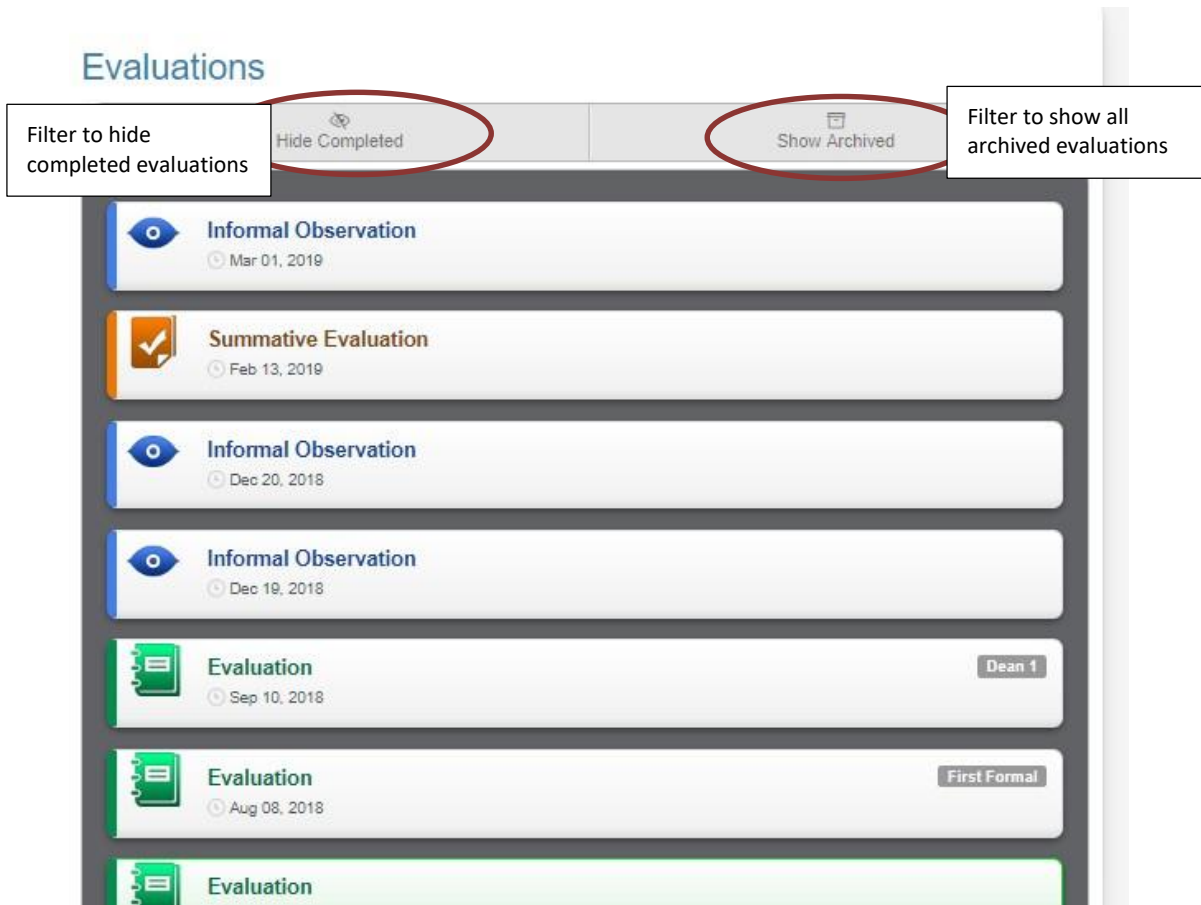 Evaluations
Filter to hide
completed evaluations
Hide Completed
Show Archived
Filter to show all
archived evaluations
Informal Observation
Mar 01, 2019
Summative Evaluation
Feb 13, 2019
Informal Observation
Dec 20, 2018
Informal Observation
Dec 19, 2018
Evaluation
Dean 1
Sep 10, 2018
Evaluation
First Formal
Aug 08, 2018
Evaluation